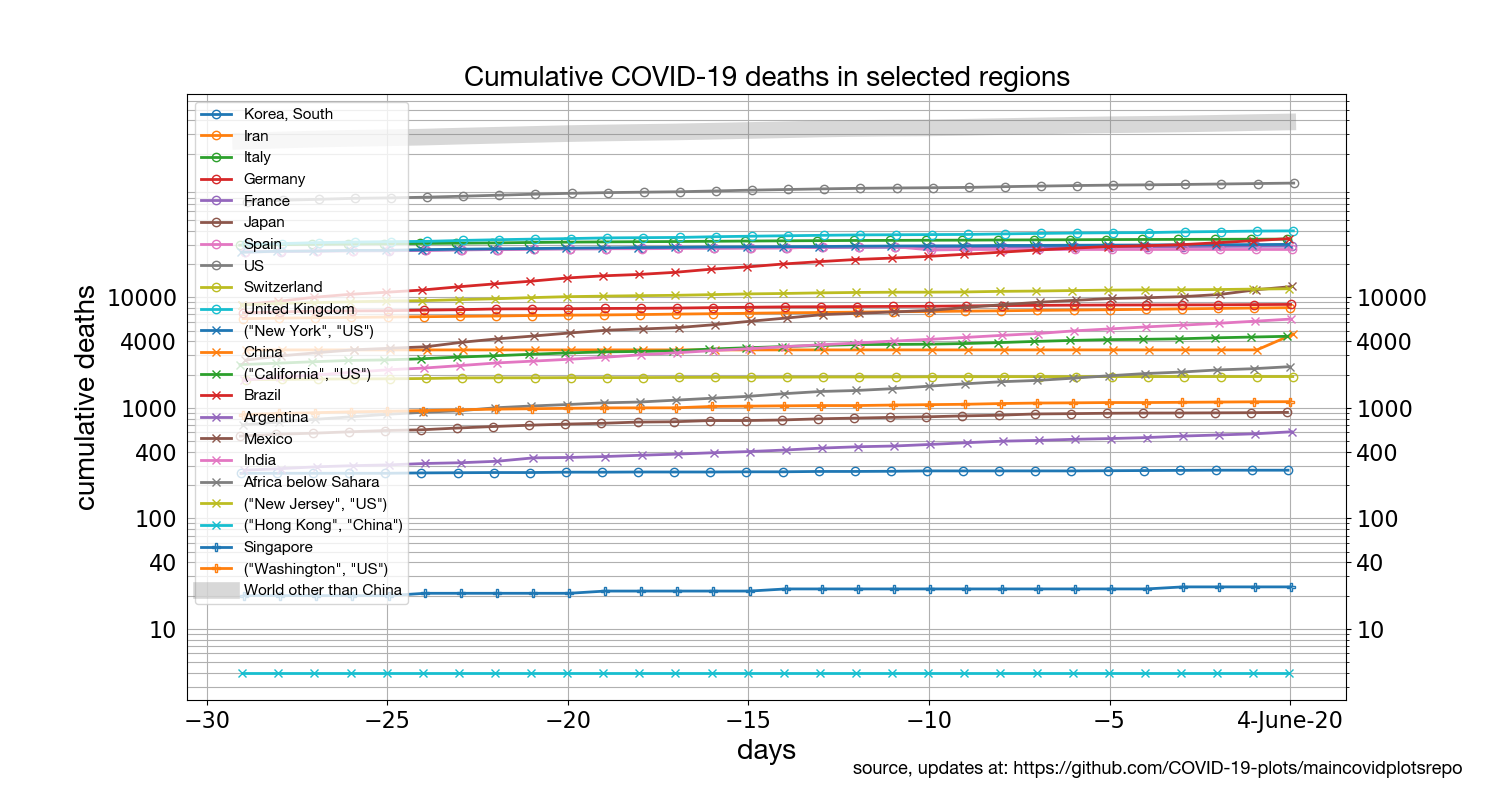 Cumulative COVID-19 deaths in selected regions
Korea, South
Iran
Italy
Germany
France
Japan
Spain
US
Switzerland
United Kingdom
("New York", "US")
China
("California", "US")
Brazil
Argentina
Mexico
India
Africa below Sahara
("New Jersey", "US")
("Hong Kong", "China")
Singapore
("Washington", "US")
World other than China
cumulative deaths
10000
4000
1000
400
100
40
10
10000
4000
1000
400
100
40
10
−30 −25 −20 −15 −10 −5 4-June-20
days
source, updates at: https://github.com/COVID-19-plots/maincovidplotsrepo